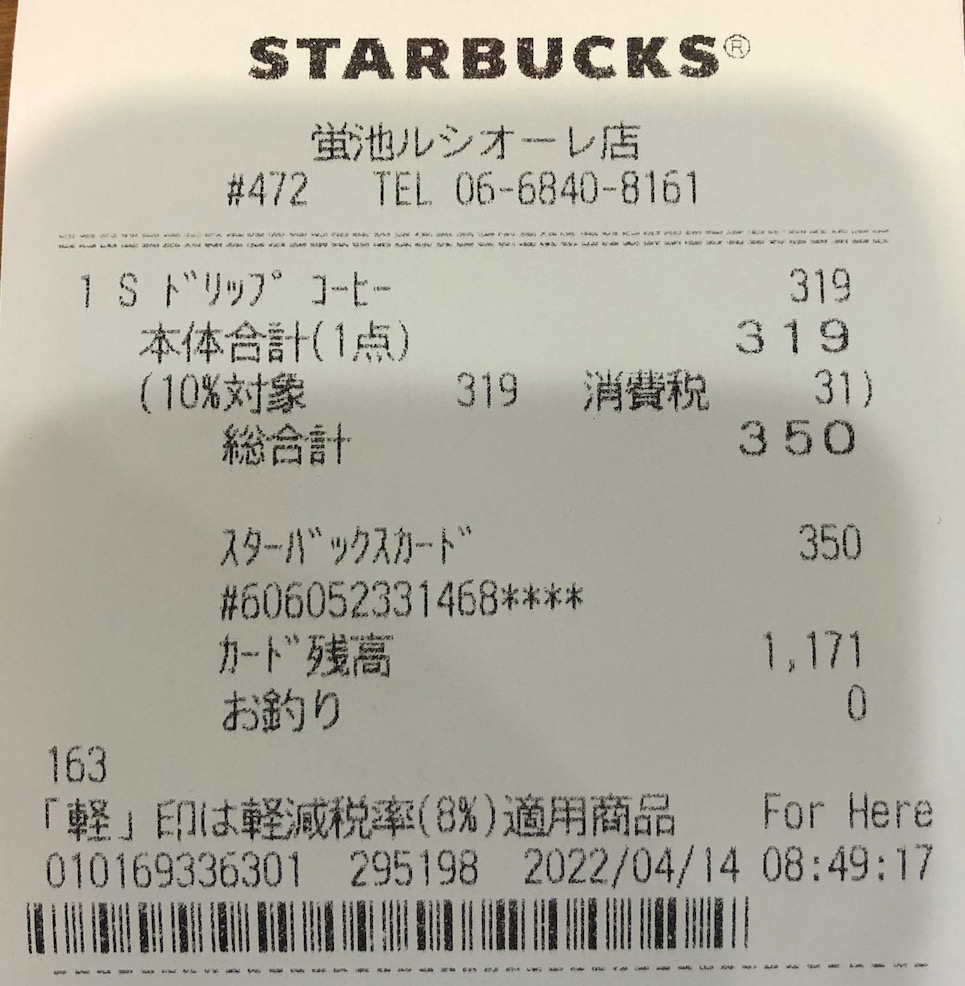 STARBUCKS®
蛍池ルシオーレ店
#472 TEL 06-6840-8161
1 S ﾄﾞﾘｯﾌﾟ ｺｰﾋｰ 319
本体合計(1点) 319
(10%対象 319 消費税 31)
総合計 350
ｽﾀｰﾊﾞｯｸｽｶｰﾄﾞ 350
#606052331468****
ｶｰﾄﾞ残高 1,171
お釣り 0
163
「軽」印は軽減税率(8%)適用商品 For Here
010169336301 295198 2022/04/14 08:49:17